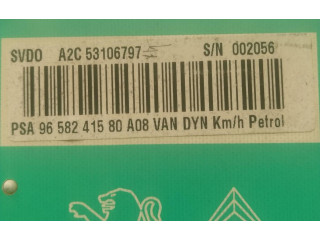 SVDO A2C 53106797 S/N 002056
PSA 96 582 415 80 A08 VAN DYN Km/h Petrol